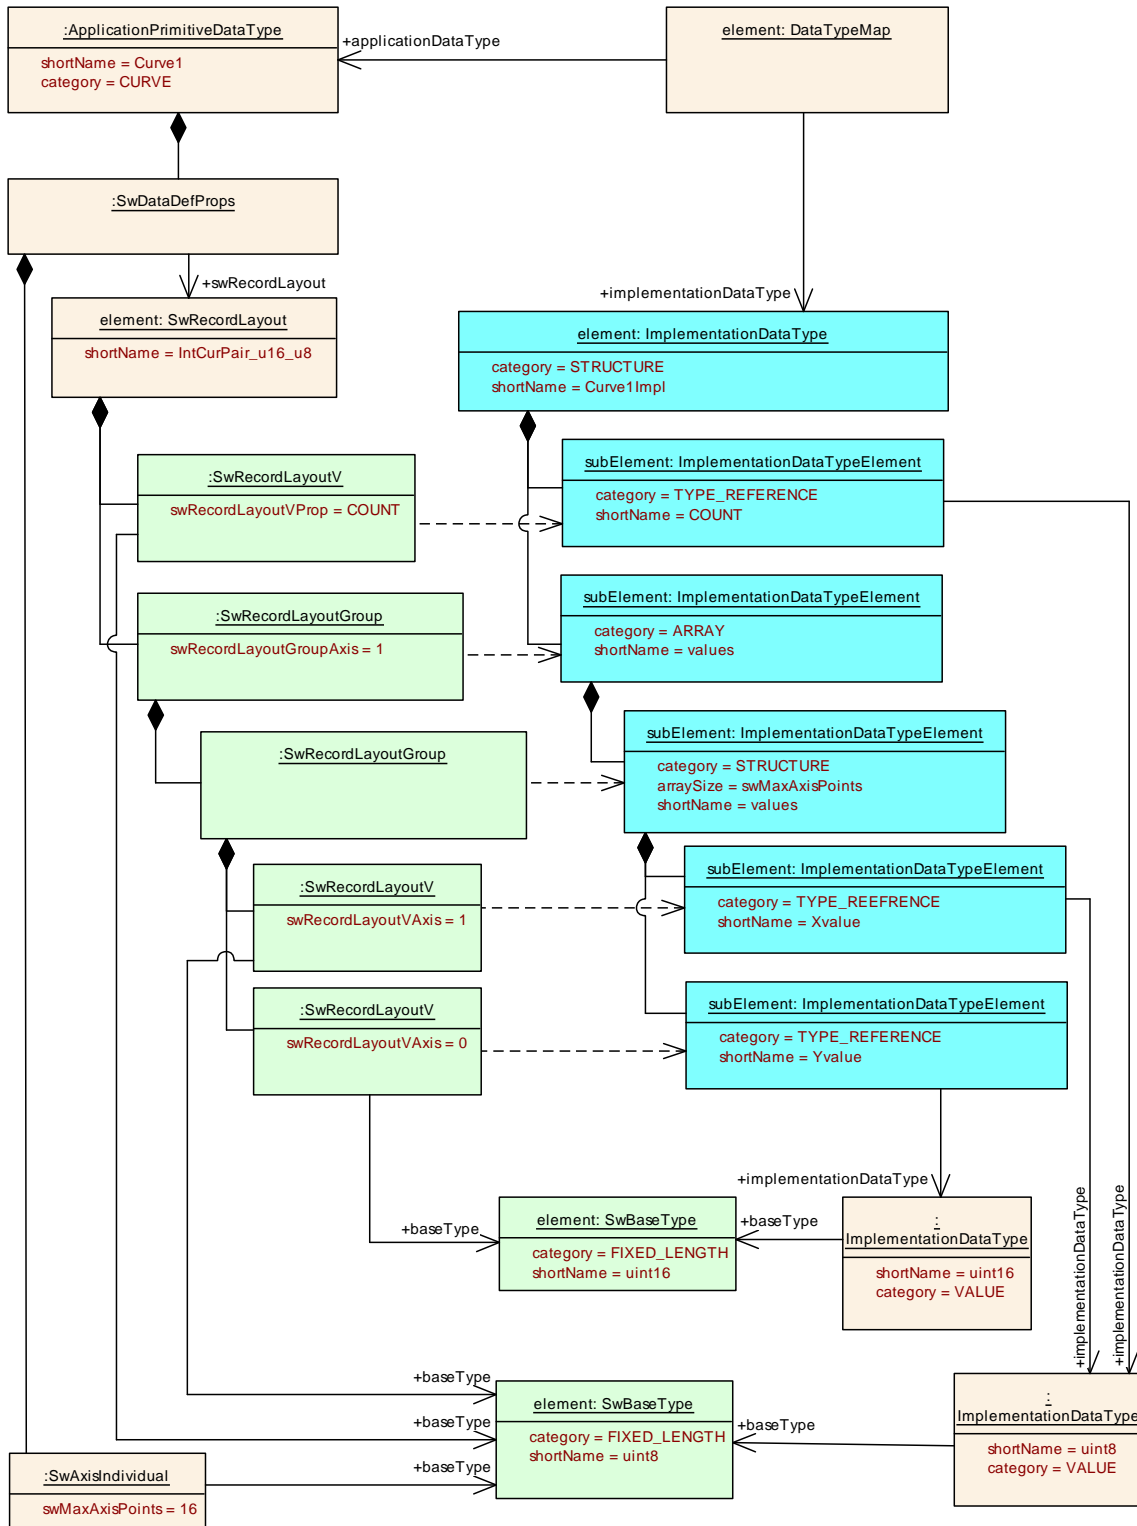 :ApplicationPrimitiveDataType
shortName = Curve1
category = CURVE
+applicationDataType
element: DataTypeMap
:SwDataDefProps
+swRecordLayout
+implementationDataType
element: SwRecordLayout
shortName = IntCurPair_u16_u8
element: ImplementationDataType
category = STRUCTURE
shortName = Curve1Impl
:SwRecordLayoutV
swRecordLayoutVProp = COUNT
subElement: ImplementationDataTypeElement
category = TYPE_REFERENCE
shortName = COUNT
:SwRecordLayoutGroup
swRecordLayoutGroupAxis = 1
subElement: ImplementationDataTypeElement
category = ARRAY
shortName = values
:SwRecordLayoutGroup
subElement: ImplementationDataTypeElement
category = STRUCTURE
arraySize = swMaxAxisPoints
shortName = values
:SwRecordLayoutV
swRecordLayoutVAxis = 1
subElement: ImplementationDataTypeElement
category = TYPE_REEFRENCE
shortName = Xvalue
:SwRecordLayoutV
swRecordLayoutVAxis = 0
subElement: ImplementationDataTypeElement
category = TYPE_REFERENCE
shortName = Yvalue
+implementationDataType
+baseType
element: SwBaseType
category = FIXED_LENGTH
shortName = uint16
+baseType
:
ImplementationDataType
shortName = uint16
category = VALUE
+implementationDataType
+implementationDataType
+baseType
+baseType
+baseType
element: SwBaseType
category = FIXED_LENGTH
shortName = uint8
+baseType
:
ImplementationDataType
shortName = uint8
category = VALUE
:SwAxisIndividual
swMaxAxisPoints = 16